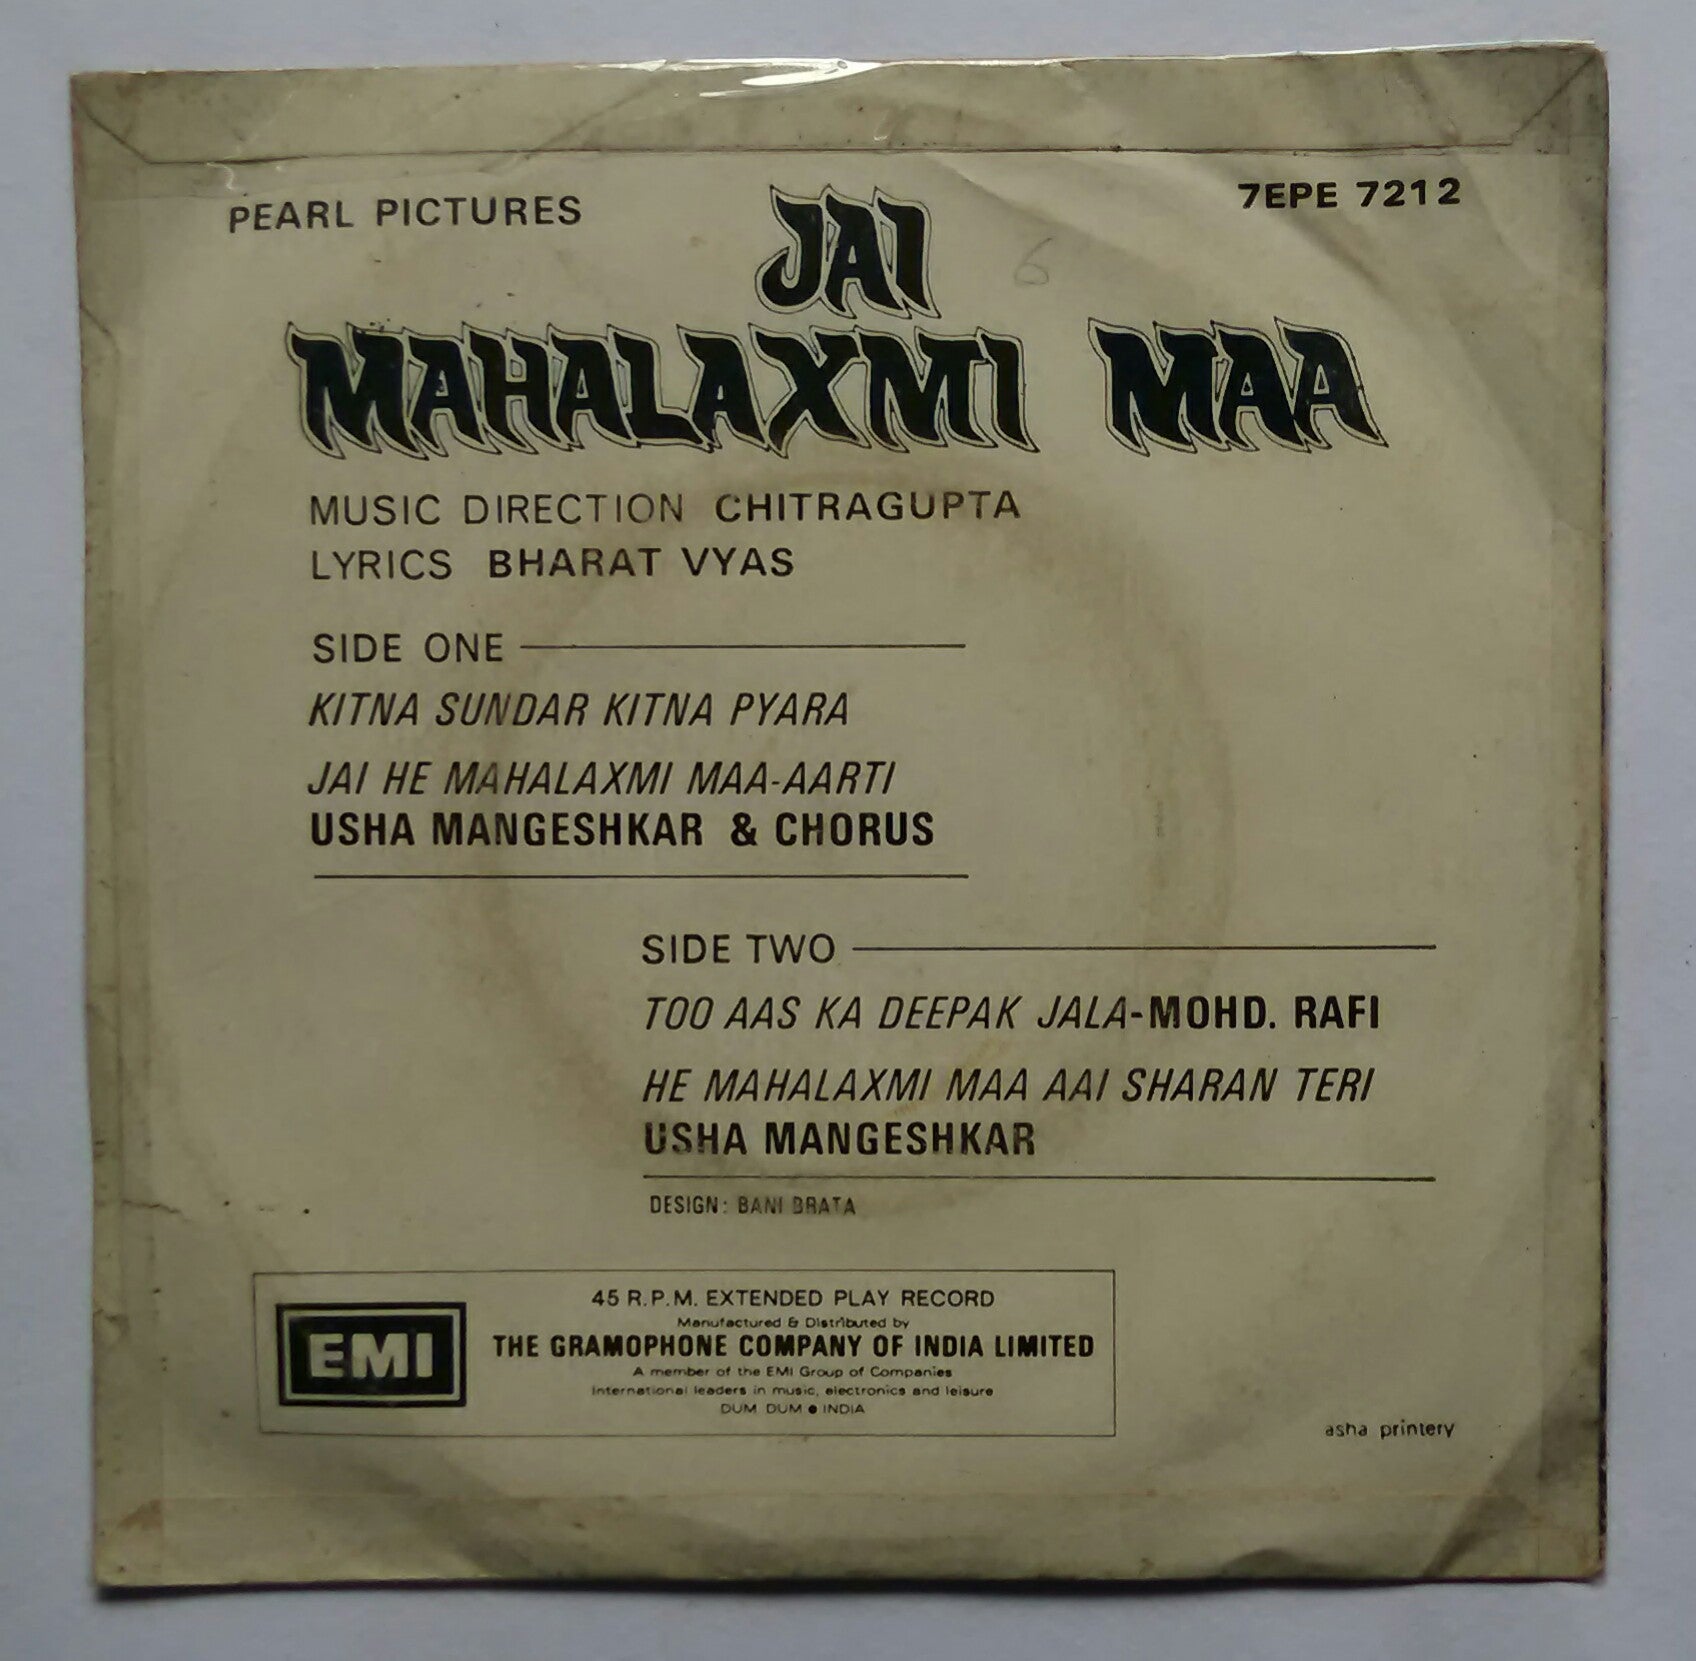 PEARL PICTURES
7EPE 7212
JAI
MAHALAXMI MAA
6
MUSIC DIRECTION CHITRAGUPTA
LYRICS BHARAT VYAS
SIDE ONE
KITNA SUNDAR KITNA PYARA
JAI HE MAHALAXMI MAA-AARTI
USHA MANGESHKAR & CHORUS
SIDE TWO
TOO AAS KA DEEPAK JALA-MOHD. RAFI
HE MAHALAXMI MAA AAI SHARAN TERI
USHA MANGESHKAR
DESIGN: BANI BRATA
EMI
45 R.P.M. EXTENDED PLAY RECORD
Manufactured & Distributed by
THE GRAMOPHONE COMPANY OF INDIA LIMITED
A member of the EMI Group of Companies
International leaders in music, electronics and leisure
DUM DUM ● INDIA
asha printery